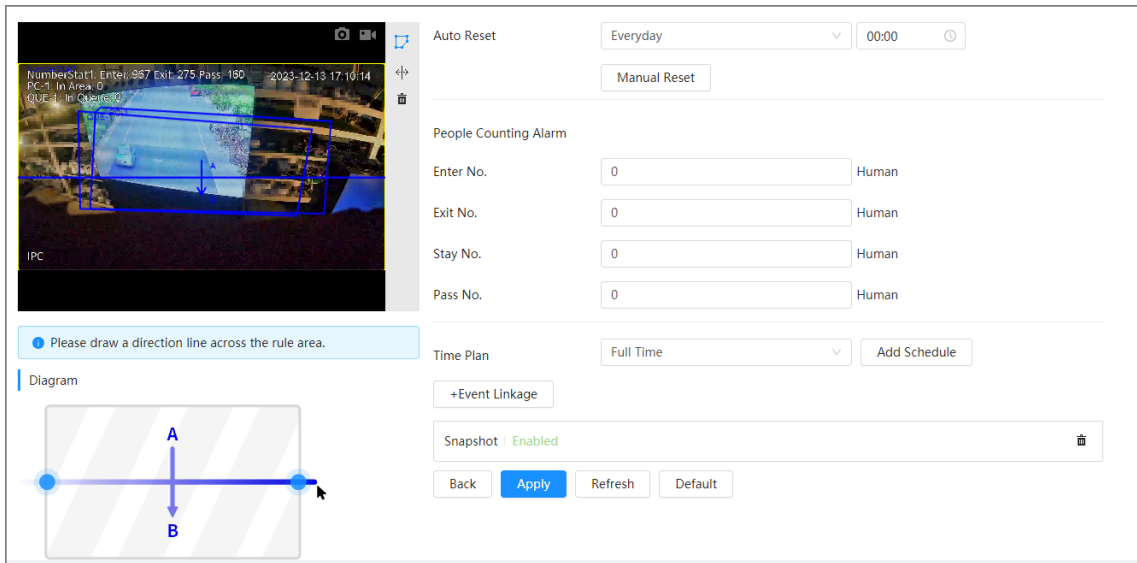 NumberStat1: Enter: 967 Exit: 275 Pass: 160
2023-12-13 17:10:14
PC-1: In Area: 0
QUE-1: In Queue: 0
A
IPC
Please draw a direction line across the rule area.
Diagram
A
B
Auto Reset
Everyday
00:00
Manual Reset
People Counting Alarm
Enter No.
0
Human
Exit No.
0
Human
Stay No.
0
Human
Pass No.
0
Human
Time Plan
Full Time
Add Schedule
+Event Linkage
Snapshot
Enabled
Back
Apply
Refresh
Default